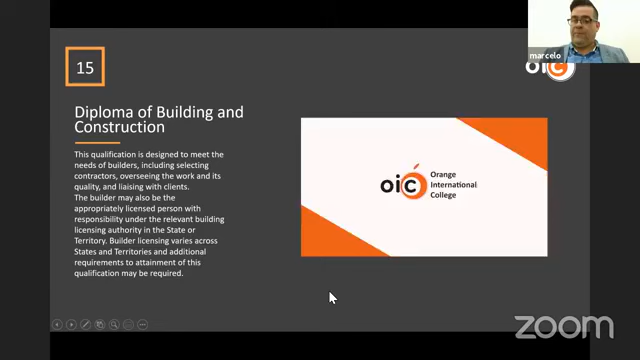 marcelo
15
oic
Diploma of Building and
Construction
This qualification is designed to meet the
needs of builders, including selecting
contractors, overseeing the work and its
quality, and liaising with clients.
The builder may also be the
appropriately licensed person with
responsibility under the relevant building
licensing authority in the State or
Territory. Builder licensing varies across
States and Territories and additional
requirements to attainment of this
qualification may be required.
oic
Orange
International
College
zoom